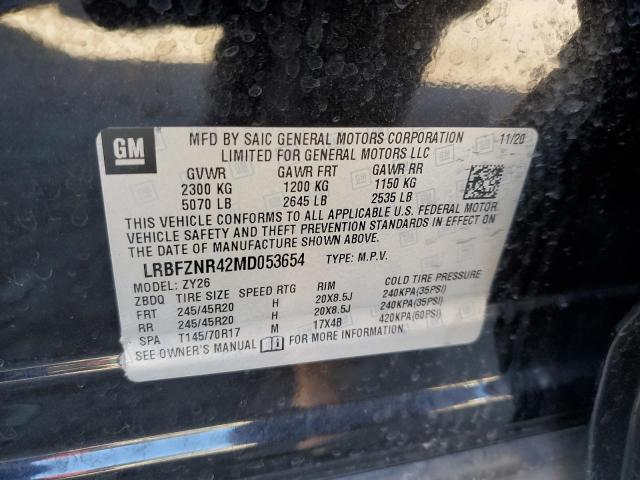 GM
MFD BY SAIC GENERAL MOTORS CORPORATION 11/20
LIMITED FOR GENERAL MOTORS LLC
GVWR GAWR FRT GAWR RR
2300 KG 1200 KG 1150 KG
5070 LB 2645 LB 2535 LB
THIS VEHICLE CONFORMS TO ALL APPLICABLE U.S. FEDERAL MOTOR
VEHICLE SAFETY AND THEFT PREVENTION STANDARDS IN EFFECT
ON THE DATE OF MANUFACTURE SHOWN ABOVE.
LRBFZNR42MD053654 TYPE: M.P.V.
MODEL: ZY26
ZBDQ TIRE SIZE SPEED RTG RIM COLD TIRE PRESSURE
FRT 245/45R20 H 20X8.5J 240KPA(35PSI)
RR 245/45R20 H 20X8.5J 240KPA(35PSI)
SPA T145/70R17 M 17X4B 420KPA(60PSI)
SEE OWNER'S MANUAL FOR MORE INFORMATION.